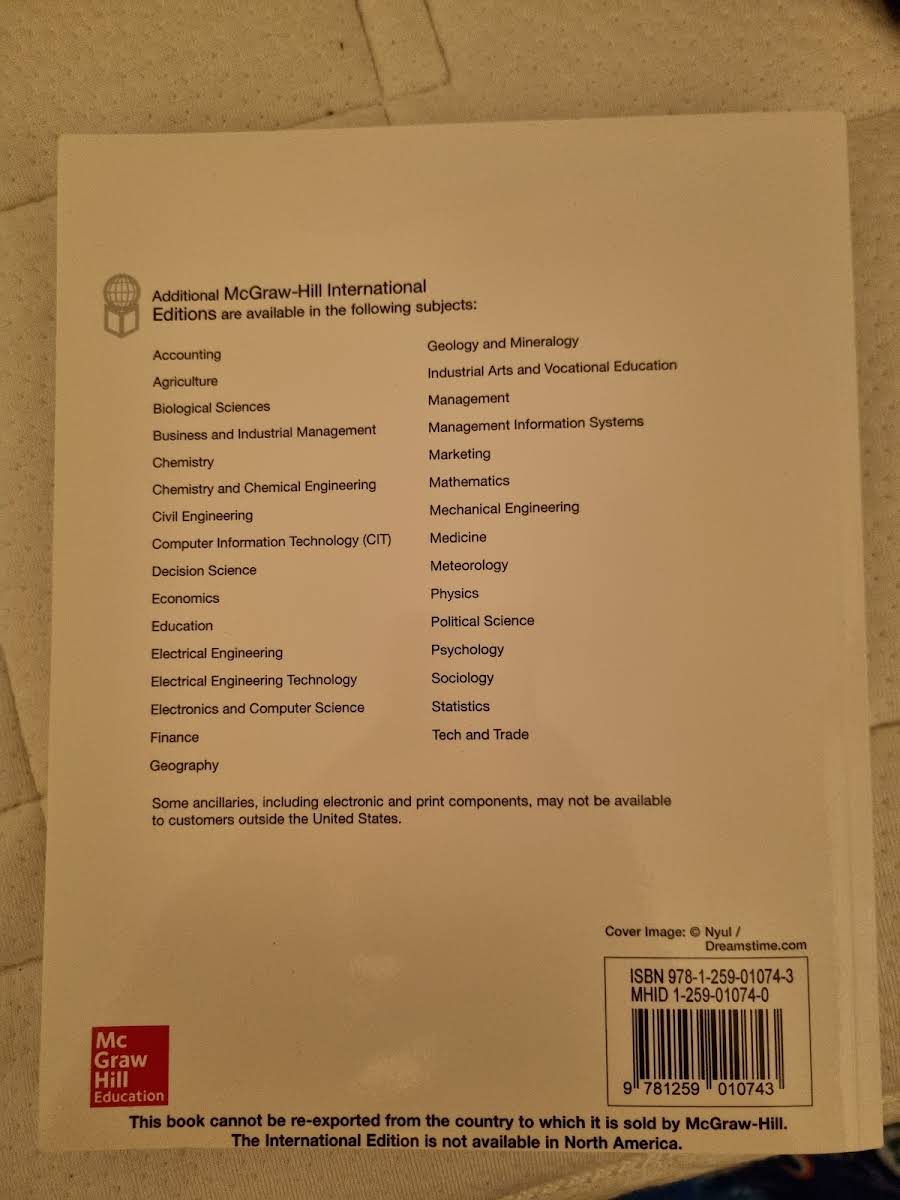 Additional McGraw-Hill International
Editions are available in the following subjects:
Accounting
Agriculture
Biological Sciences
Business and Industrial Management
Chemistry
Chemistry and Chemical Engineering
Civil Engineering
Computer Information Technology (CIT)
Decision Science
Economics
Education
Electrical Engineering
Electrical Engineering Technology
Electronics and Computer Science
Finance
Geography
Geology and Mineralogy
Industrial Arts and Vocational Education
Management
Management Information Systems
Marketing
Mathematics
Mechanical Engineering
Medicine
Meteorology
Physics
Political Science
Psychology
Sociology
Statistics
Tech and Trade
Some ancillaries, including electronic and print components, may not be available
to customers outside the United States.
Cover Image: © Nyul /
Dreamstime.com
ISBN 978-1-259-01074-3
MHID 1-259-01074-0
9 781259 010743
Mc
Graw
Hill
Education
This book cannot be re-exported from the country to which it is sold by McGraw-Hill.
The International Edition is not available in North America.